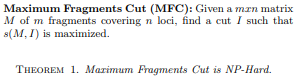 Maximum Fragments Cut (MFC): Given a mxn matrix
M of m fragments covering n loci, find a cut I such that
s(M, I) is maximized.
THEOREM 1. Maximum Fragments Cut is NP-Hard.